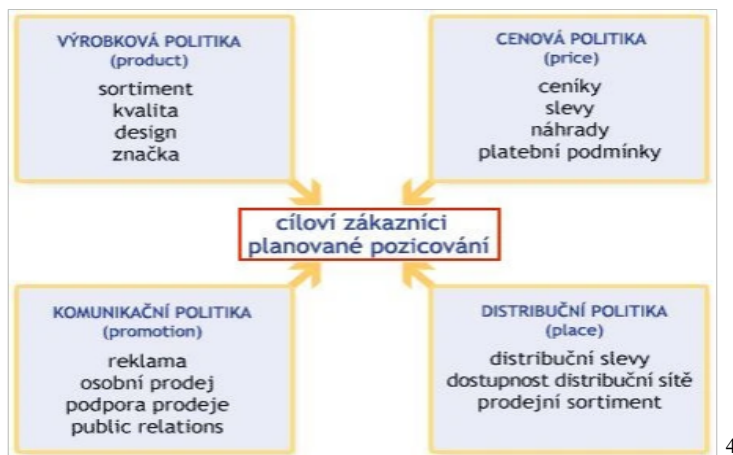 VÝROBKOVÁ POLITIKA
(product)
sortiment
kvalita
design
značka
CENOVÁ POLITIKA
(price)
ceníky
slevy
náhrady
platební podmínky
cíloví zákazníci
planované pozicování
KOMUNIKAČNÍ POLITIKA
(promotion)
reklama
osobní prodej
podpora prodeje
public relations
DISTRIBUČNÍ POLITIKA
(place)
distribuční slevy
dostupnost distribuční sítě
prodejní sortiment
4